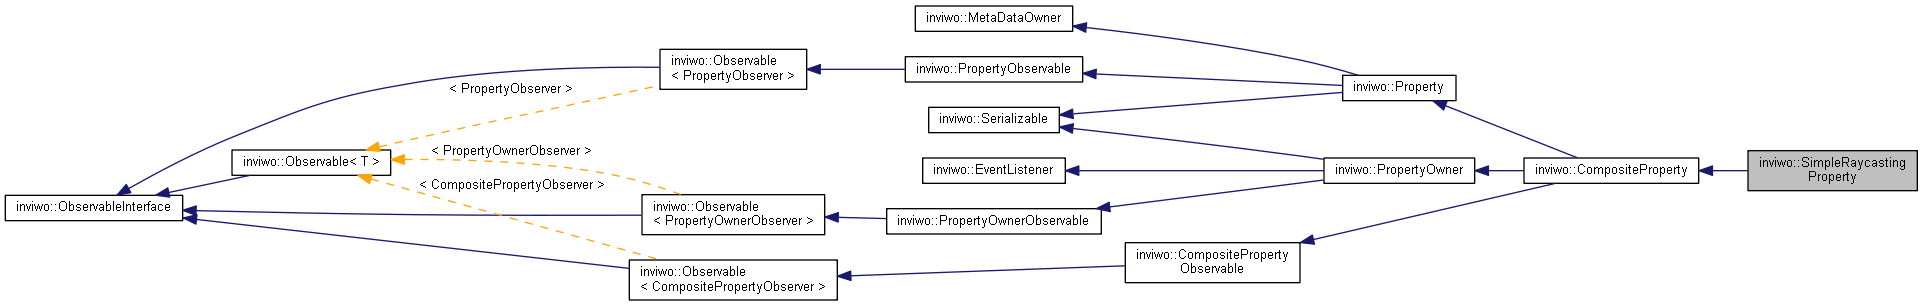 inviwo::MetaDataOwner
inviwo::Observable
< PropertyObserver >
inviwo::PropertyObservable
inviwo::Property
< PropertyObserver >
inviwo::Serializable
inviwo::Observable< T >
< PropertyOwnerObserver >
inviwo::EventListener
inviwo::PropertyOwner
inviwo::CompositeProperty
inviwo::SimpleRaycasting
Property
< CompositePropertyObserver >
inviwo::ObservableInterface
inviwo::Observable
< PropertyOwnerObserver >
inviwo::PropertyOwnerObservable
inviwo::CompositeProperty
Observable
inviwo::Observable
< CompositePropertyObserver >